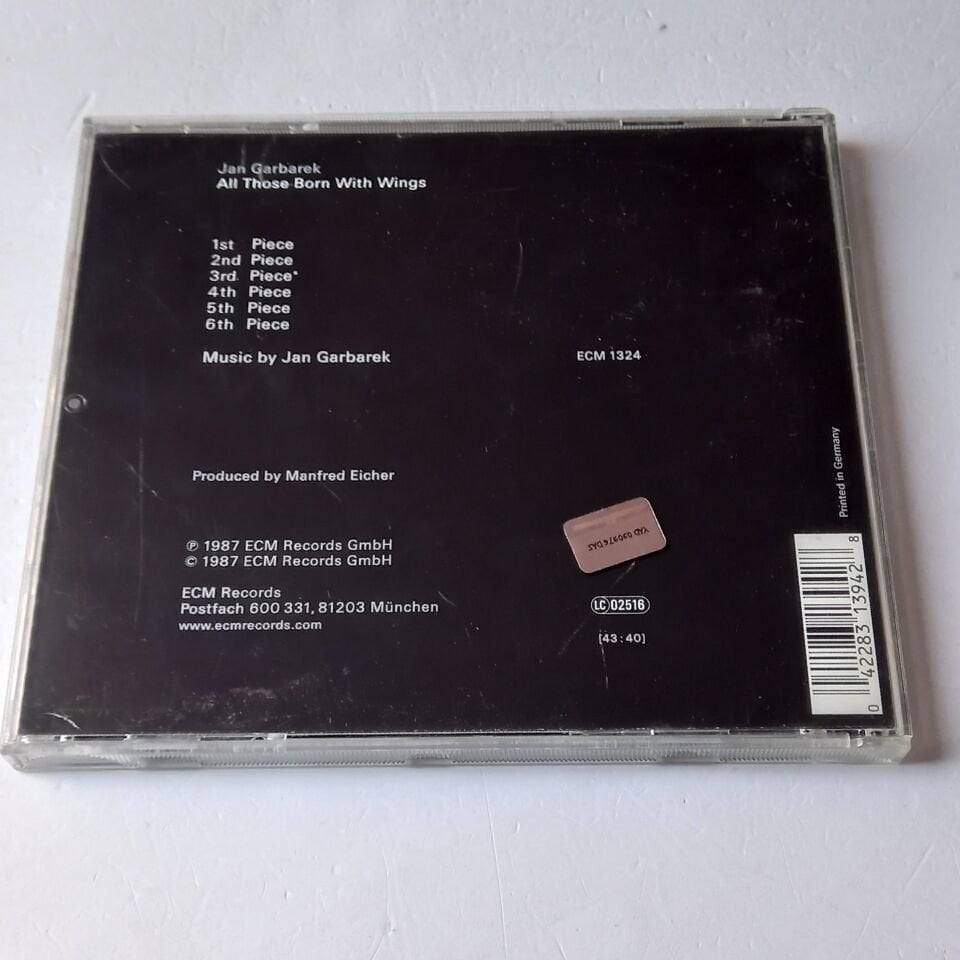 Jan Garbarek
All Those Born With Wings
1st Piece
2nd Piece
3rd Piece*
4th Piece
5th Piece
6th Piece
Music by Jan Garbarek
ECM 1324
Produced by Manfred Eicher
℗ 1987 ECM Records GmbH
© 1987 ECM Records GmbH
ECM Records
Postfach 600 331, 81203 München
www.ecmrecords.com
YAD 090976DAS
LC 02516
[43:40]
Printed in Germany
0 42283 13942 8